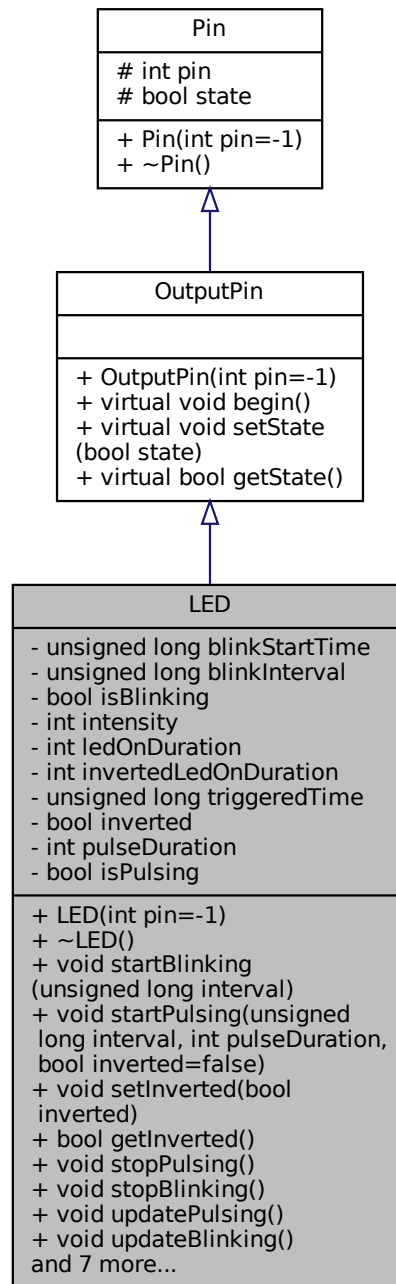 Pin
# int pin
# bool state
+ Pin(int pin=-1)
+ ~Pin()
OutputPin
+ OutputPin(int pin=-1)
+ virtual void begin()
+ virtual void setState
(bool state)
+ virtual bool getState()
LED
- unsigned long blinkStartTime
- unsigned long blinkInterval
- bool isBlinking
- int intensity
- int ledOnDuration
- int invertedLedOnDuration
- unsigned long triggeredTime
- bool inverted
- int pulseDuration
- bool isPulsing
+ LED(int pin=-1)
+ ~LED()
+ void startBlinking
(unsigned long interval)
+ void startPulsing(unsigned
long interval, int pulseDuration,
bool inverted=false)
+ void setInverted(bool
inverted)
+ bool getInverted()
+ void stopPulsing()
+ void stopBlinking()
+ void updatePulsing()
+ void updateBlinking()
and 7 more...